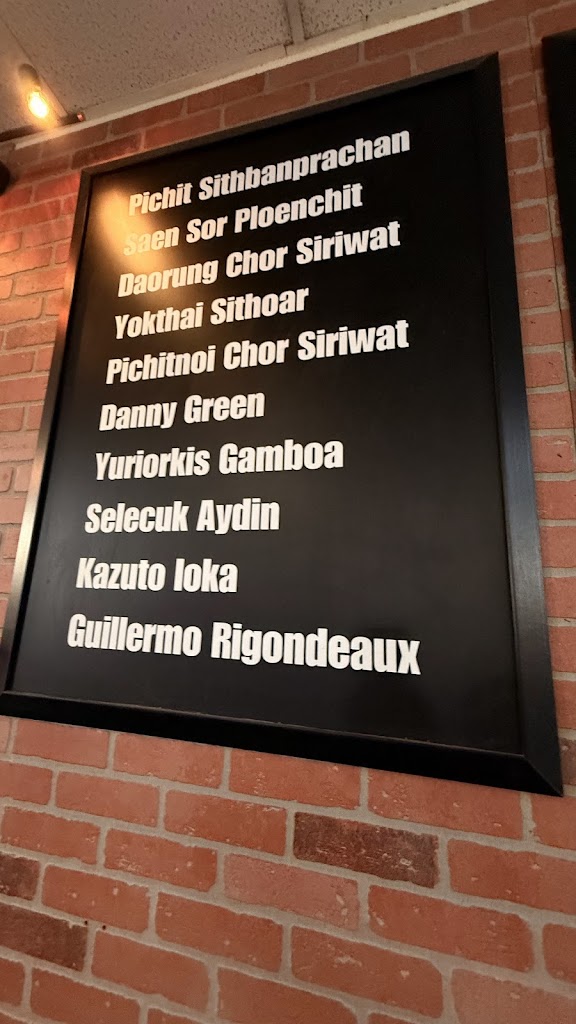 Pichit Sithbanprachan
Saen Sor Ploenchit
Daorung Chor Siriwat
Yokthai Sithoar
Pichitnoi Chor Siriwat
Danny Green
Yuriorkis Gamboa
Selecuk Aydin
Kazuto Ioka
Guillermo Rigondeaux